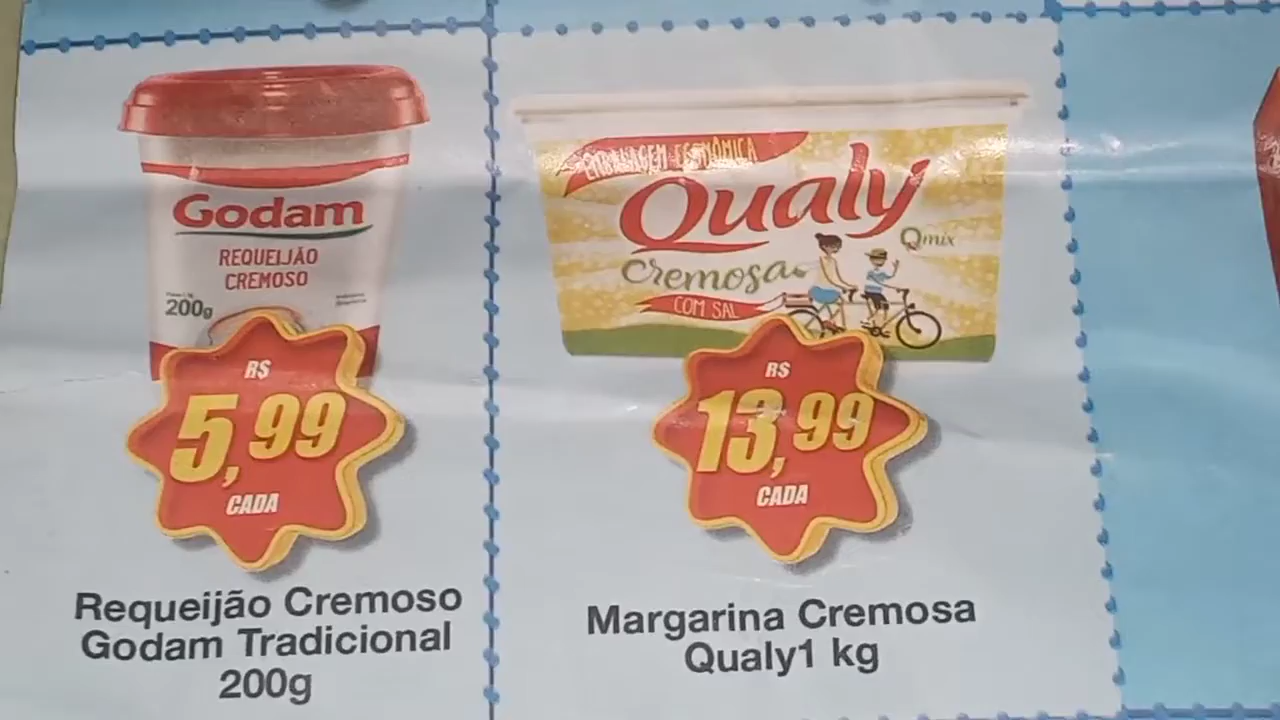 Godam
REQUEIJÃO
CREMOSO
200g
R$
5,99
CADA
Requeijão Cremoso
Godam Tradicional
200g
EMBALAGEM ECONÔMICA
Qualy
Qmix
cremosa
COM SAL
R$
13,99
CADA
Margarina Cremosa
Qualy1 kg